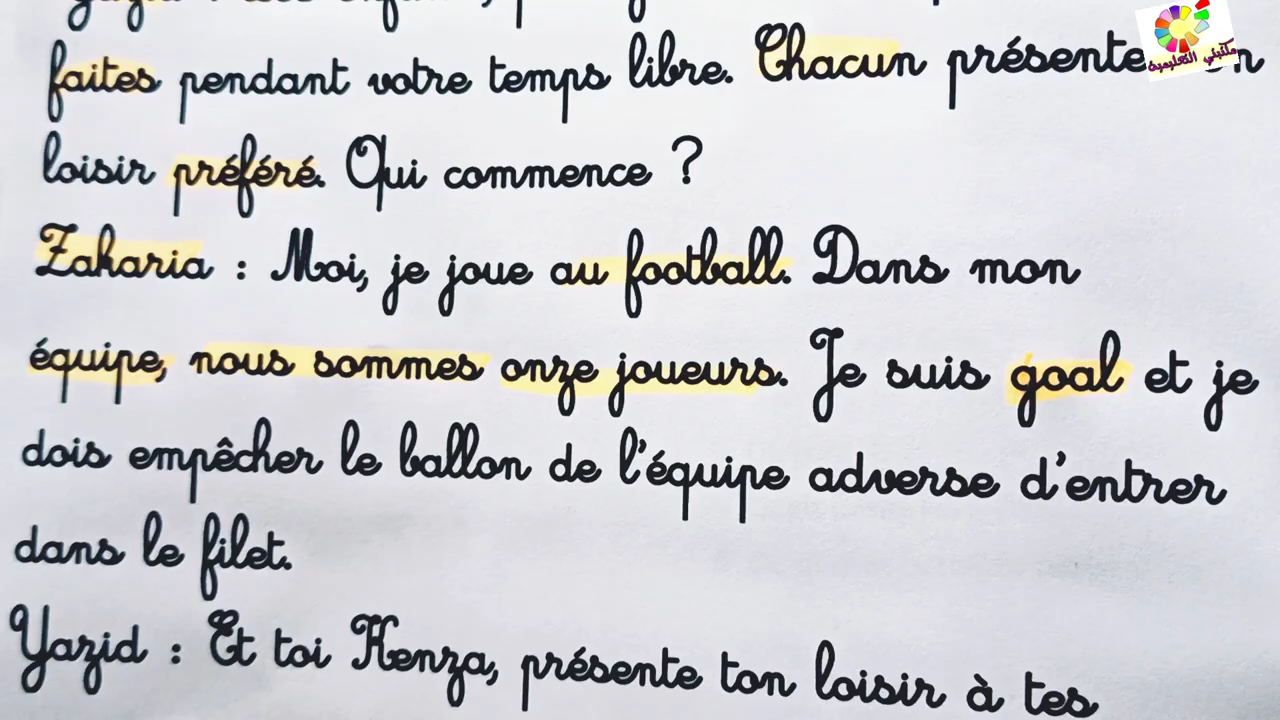 faites pendant votre temps libre. Chacun présente
loisir préféré. Qui commence ?
Zakaria : Moi, je joue au football. Dans mon
équipe, nous sommes onze joueurs. Je suis goal et je
dois empêcher le ballon de l'équipe adverse d'entrer
dans le filet.
Yazid : Et toi Kenza, présente ton loisir à tes
مكتبتي التعليمية